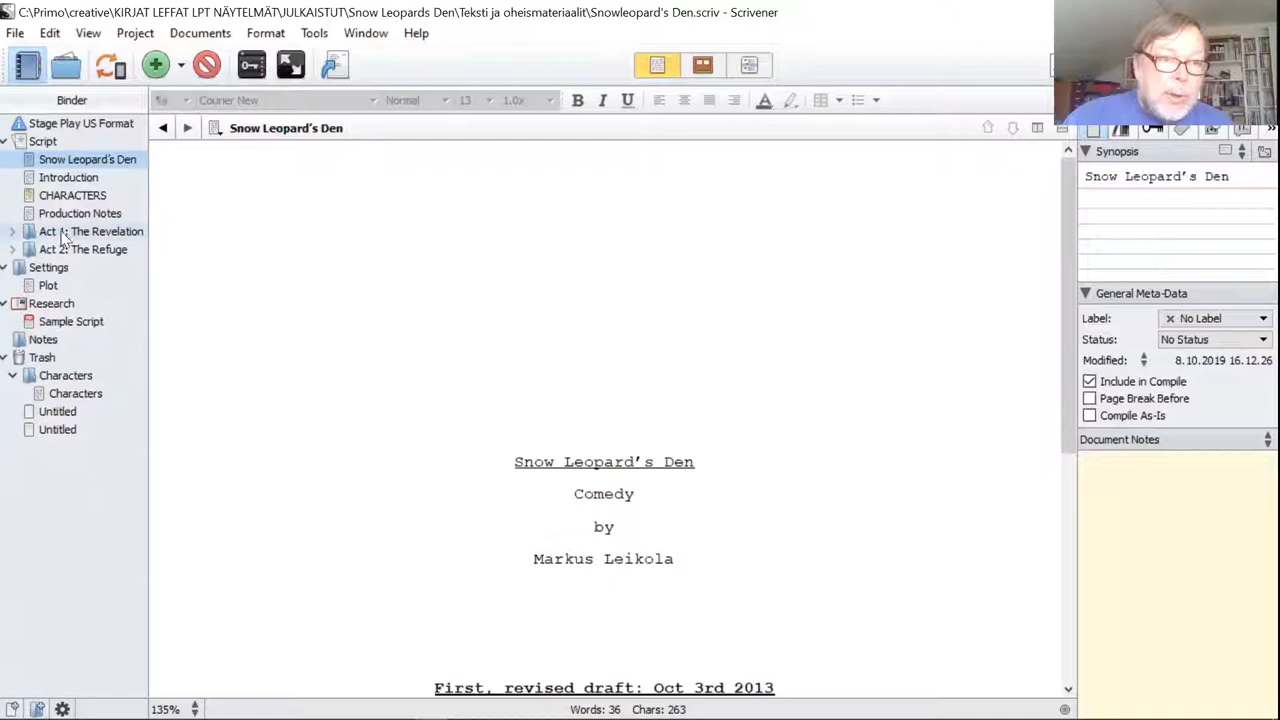 C:\Primo\creative\KIRJAT LEFFAT LPT NÄYTELMÄT\JULKAISTUT\Snow Leopards Den\Teksti ja oheismateriaalit\Snowleopard's Den.scriv - Scrivener
File Edit View Project Documents Format Tools Window Help
Binder
Courier New Normal 13 1.0x B I U A
Stage Play US Format
Script
Snow Leopard's Den
Introduction
CHARACTERS
Production Notes
Act 1: The Revelation
Act 2: The Refuge
Settings
Plot
Research
Sample Script
Notes
Trash
Characters
Characters
Untitled
Untitled
Snow Leopard's Den
Snow Leopard's Den
Comedy
by
Markus Leikola
First, revised draft: Oct 3rd 2013
Synopsis
Snow Leopard's Den
General Meta-Data
Label: No Label
Status: No Status
Modified: 8.10.2019 16.12.26
Include in Compile
Page Break Before
Compile As-Is
Document Notes
135% Words: 36 Chars: 263